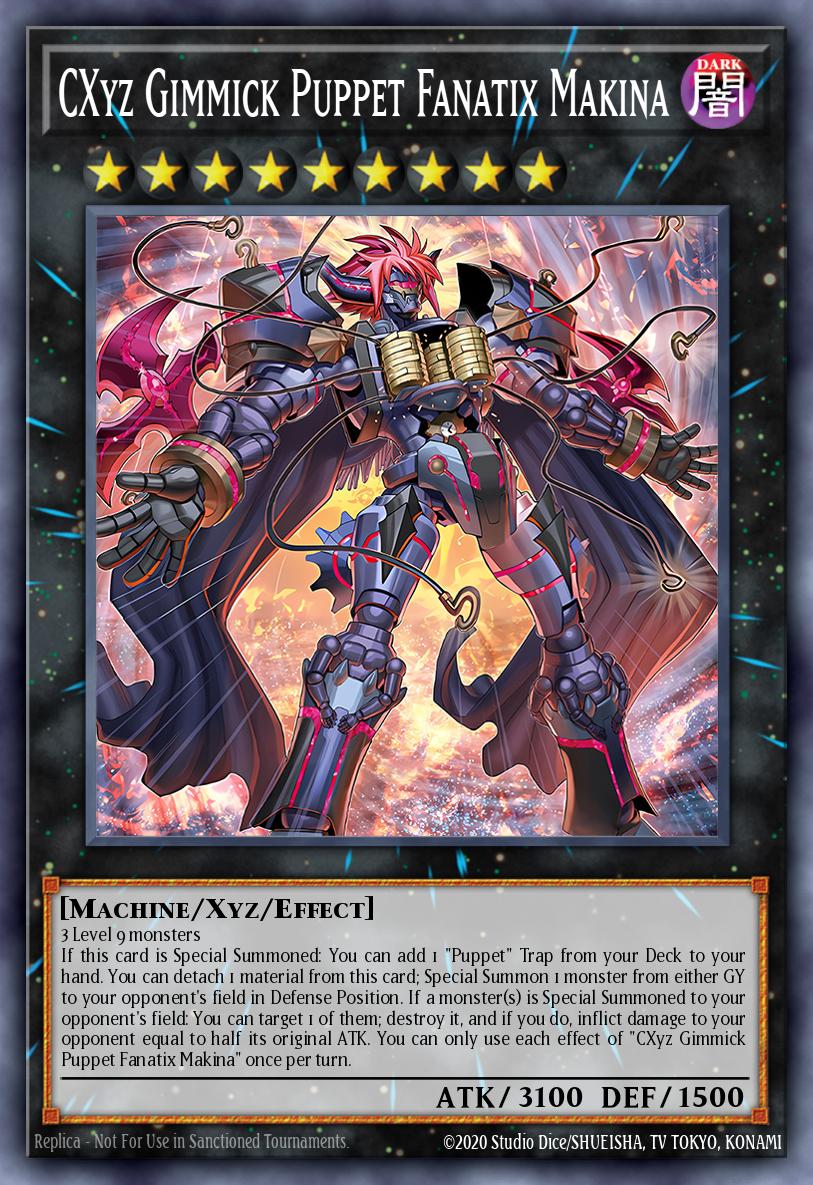 CXyz Gimmick Puppet Fanatix Makina
DARK
闇
[Machine/Xyz/Effect]
3 Level 9 monsters
If this card is Special Summoned: You can add 1 "Puppet" Trap from your Deck to your
hand. You can detach 1 material from this card; Special Summon 1 monster from either GY
to your opponent's field in Defense Position. If a monster(s) is Special Summoned to your
opponent's field: You can target 1 of them; destroy it, and if you do, inflict damage to your
opponent equal to half its original ATK. You can only use each effect of "CXyz Gimmick
Puppet Fanatix Makina" once per turn.
ATK/ 3100 DEF/ 1500
Replica - Not For Use in Sanctioned Tournaments.
©2020 Studio Dice/SHUEISHA, TV TOKYO, KONAMI